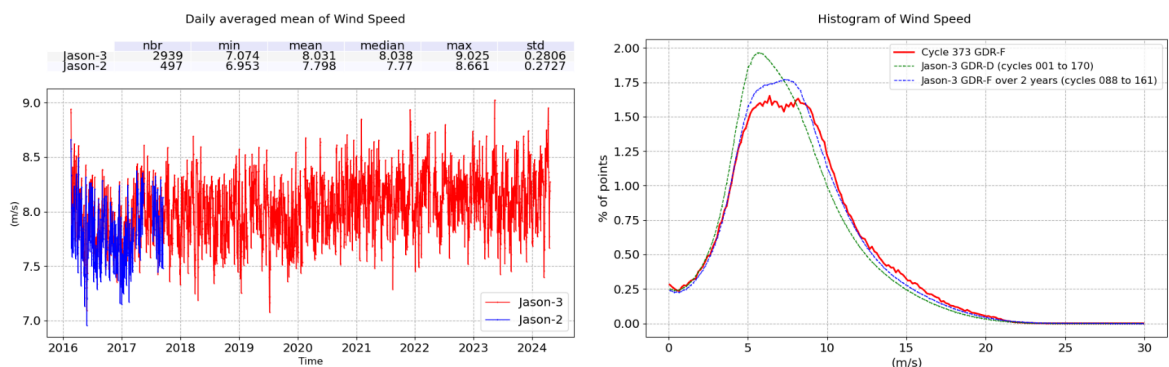 Daily averaged mean of Wind Speed
nbr min mean median max std
Jason-3 2939 7.074 8.031 8.038 9.025 0.2806
Jason-2 497 6.953 7.798 7.77 8.661 0.2727
9.0
8.5
8.0
7.5
7.0
(m/s)
2016 2017 2018 2019 2020 2021 2022 2023 2024
Time
Jason-3
Jason-2
Histogram of Wind Speed
2.00
1.75
1.50
1.25
1.00
0.75
0.50
0.25
0.00
% of points
0 5 10 15 20 25 30
(m/s)
Cycle 373 GDR-F
Jason-3 GDR-D (cycles 001 to 170)
Jason-3 GDR-F over 2 years (cycles 088 to 161)